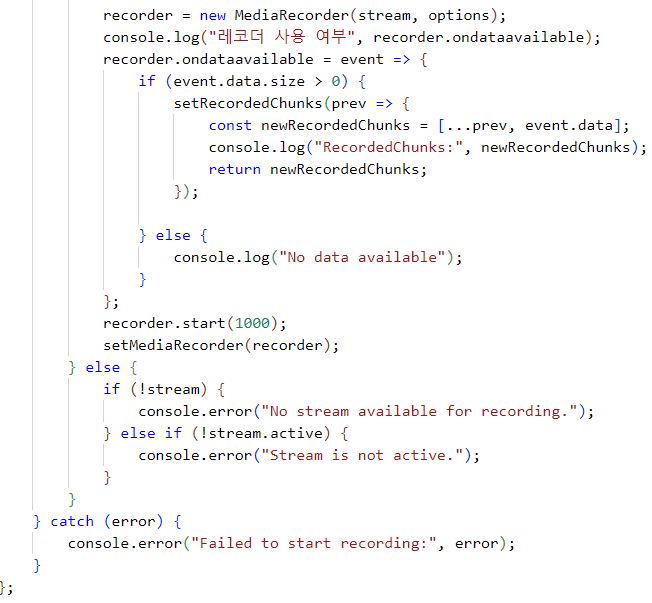 recorder = new MediaRecorder(stream, options);
console.log("레코더 사용 여부", recorder.ondataavailable);
recorder.ondataavailable = event => {
if (event.data.size > 0) {
setRecordedChunks(prev => {
const newRecordedChunks = [...prev, event.data];
console.log("RecordedChunks:", newRecordedChunks);
return newRecordedChunks;
});
} else {
console.log("No data available");
}
};
recorder.start(1000);
setMediaRecorder(recorder);
} else {
if (!stream) {
console.error("No stream available for recording.");
} else if (!stream.active) {
console.error("Stream is not active.");
}
}
} catch (error) {
console.error("Failed to start recording:", error);
}
};